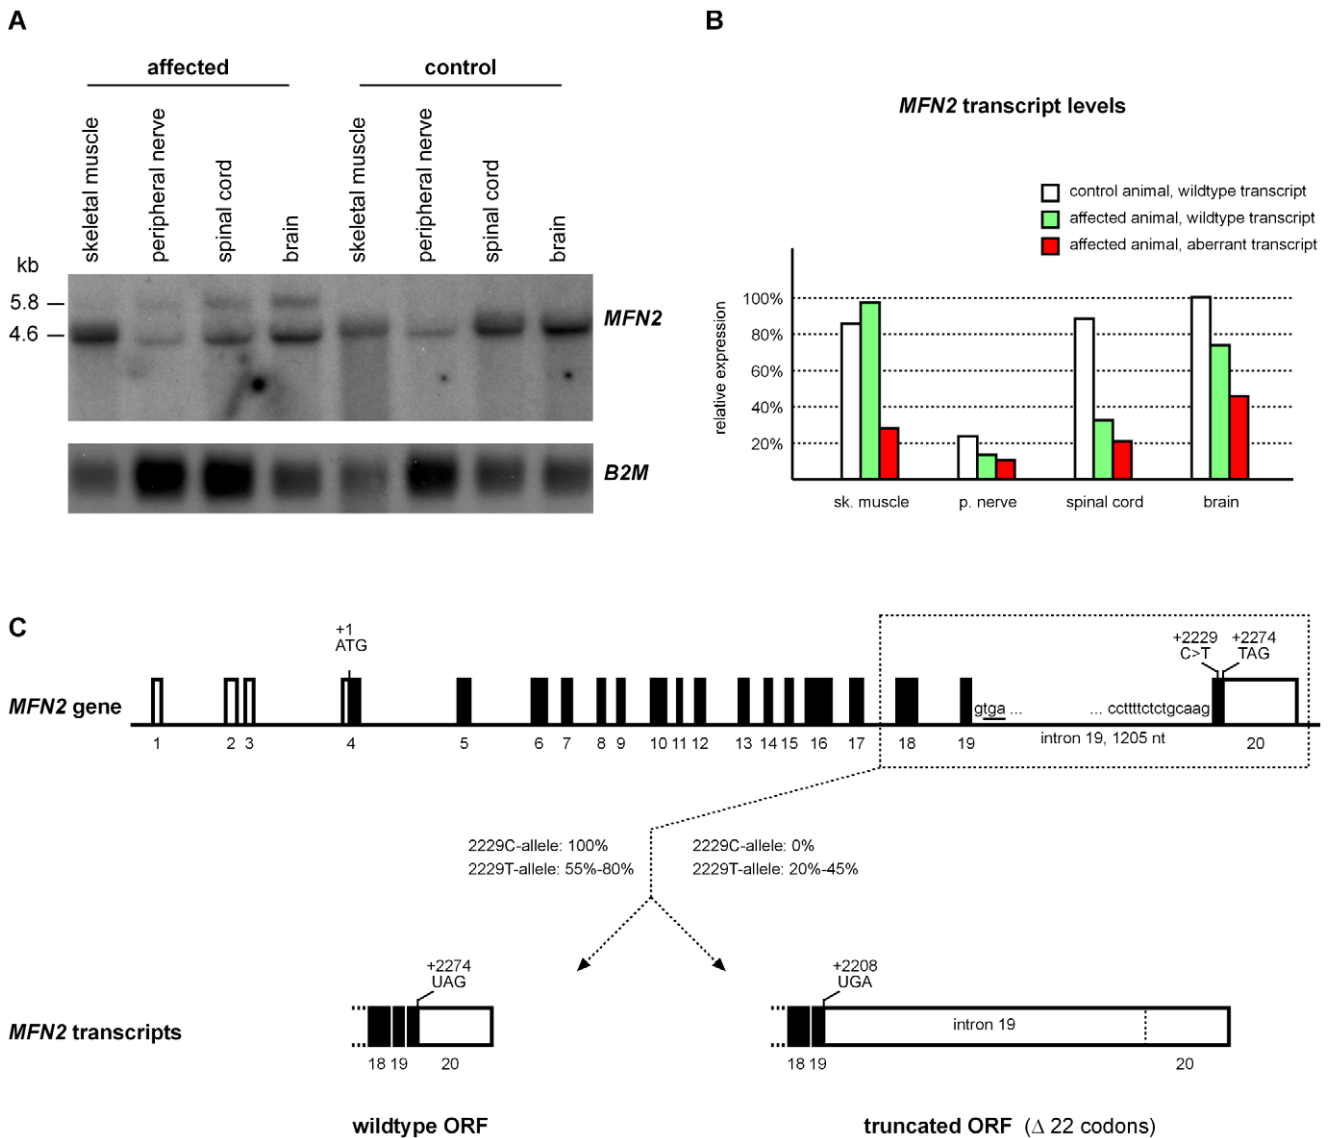 A
affected
control
skeletal muscle
peripheral nerve
spinal cord
brain
skeletal muscle
peripheral nerve
spinal cord
brain
kb
5.8
4.6
MFN2
B2M
B
MFN2 transcript levels
control animal, wildtype transcript
affected animal, wildtype transcript
affected animal, aberrant transcript
relative expression
100%
80%
60%
40%
20%
sk. muscle
p. nerve
spinal cord
brain
C
+1
ATG
+2229
C>T
+2274
TAG
MFN2 gene
gtga ...
... ccttttctctgcaag
intron 19, 1205 nt
1 2 3 4 5 6 7 8 9 10 11 12 13 14 15 16 17 18 19 20
2229C-allele: 100%
2229T-allele: 55%-80%
2229C-allele: 0%
2229T-allele: 20%-45%
+2274
UAG
+2208
UGA
MFN2 transcripts
intron 19
18 19 20
18 19 20
wildtype ORF
truncated ORF (Δ 22 codons)